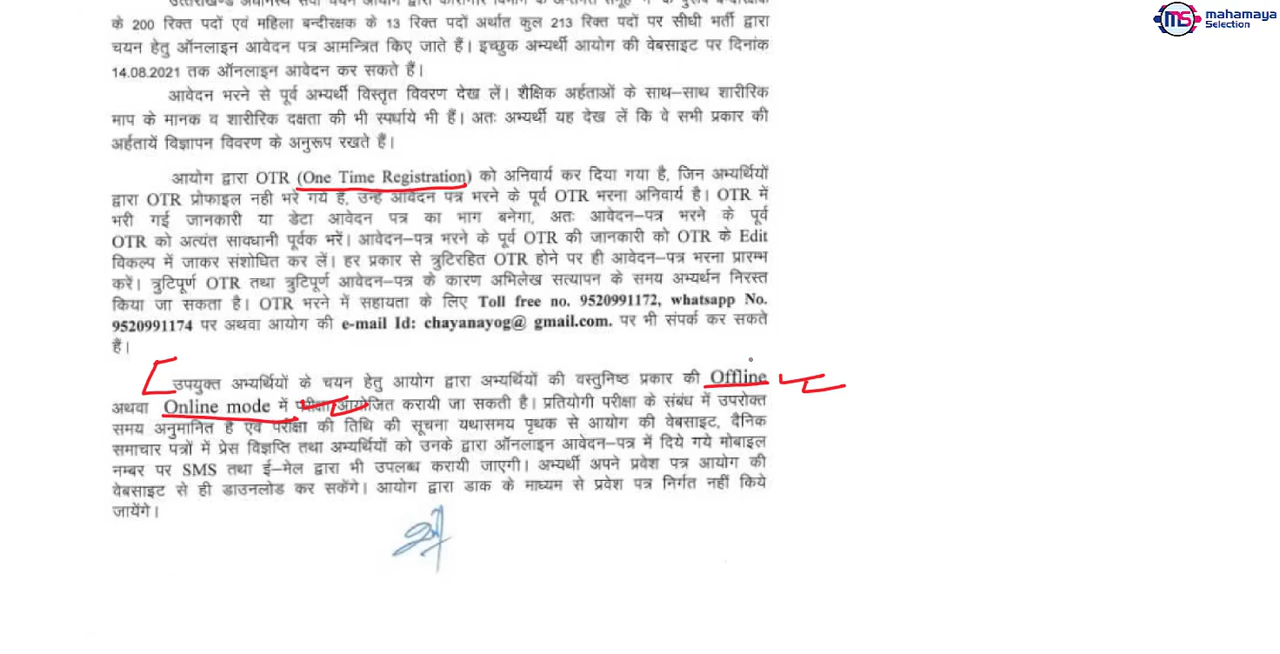 उत्तराखण्ड अधीनस्थ सेवा चयन आयोग द्वारा कारागार विभाग के अन्तर्गत समूह के पुरुष बन्दीरक्षक
के 200 रिक्त पदों एवं महिला बन्दीरक्षक के 13 रिक्त पदों अर्थात कुल 213 रिक्त पदों पर सीधी भर्ती द्वारा
चयन हेतु ऑनलाइन आवेदन पत्र आमन्त्रित किए जाते हैं। इच्छुक अभ्यर्थी आयोग की वेबसाइट पर दिनांक
14.08.2021 तक ऑनलाइन आवेदन कर सकते हैं।
आवेदन भरने से पूर्व अभ्यर्थी विस्तृत विवरण देख लें। शैक्षिक अर्हताओं के साथ–साथ शारीरिक
माप के मानक व शारीरिक दक्षता की भी स्पर्धाये भी हैं। अतः अभ्यर्थी यह देख लें कि वे सभी प्रकार की
अर्हतायें विज्ञापन विवरण के अनुरूप रखते हैं।
आयोग द्वारा OTR (One Time Registration) को अनिवार्य कर दिया गया है, जिन अभ्यर्थियों
द्वारा OTR प्रोफाइल नही भरे गये हैं, उन्हें आवेदन पत्र भरने के पूर्व OTR भरना अनिवार्य है। OTR में
भरी गई जानकारी या डेटा आवेदन पत्र का भाग बनेगा, अतः आवेदन–पत्र भरने के पूर्व
OTR को अत्यंत सावधानी पूर्वक भरें। आवेदन–पत्र भरने के पूर्व OTR की जानकारी को OTR के Edit
विकल्प में जाकर संशोधित कर लें। हर प्रकार से त्रुटिरहित OTR होने पर ही आवेदन–पत्र भरना प्रारम्भ
करें। त्रुटिपूर्ण OTR तथा त्रुटिपूर्ण आवेदन–पत्र के कारण अभिलेख सत्यापन के समय अभ्यर्थन निरस्त
किया जा सकता है। OTR भरने में सहायता के लिए Toll free no. 9520991172, whatsapp No.
9520991174 पर अथवा आयोग की e-mail Id: chayanayog@ gmail.com. पर भी संपर्क कर सकते
हैं।
उपयुक्त अभ्यर्थियों के चयन हेतु आयोग द्वारा अभ्यर्थियों की वस्तुनिष्ठ प्रकार की Offline
अथवा Online mode में परीक्षा आयोजित करायी जा सकती है। प्रतियोगी परीक्षा के संबंध में उपरोक्त
समय अनुमानित है एवं परीक्षा की तिथि की सूचना यथासमय पृथक से आयोग की वेबसाइट, दैनिक
समाचार पत्रों में प्रेस विज्ञप्ति तथा अभ्यर्थियों को उनके द्वारा ऑनलाइन आवेदन–पत्र में दिये गये मोबाइल
नम्बर पर SMS तथा ई–मेल द्वारा भी उपलब्ध करायी जाएगी। अभ्यर्थी अपने प्रवेश पत्र आयोग की
वेबसाइट से ही डाउनलोड कर सकेंगे। आयोग द्वारा डाक के माध्यम से प्रवेश पत्र निर्गत नहीं किये
जायेंगे।
MS mahamaya
Selection